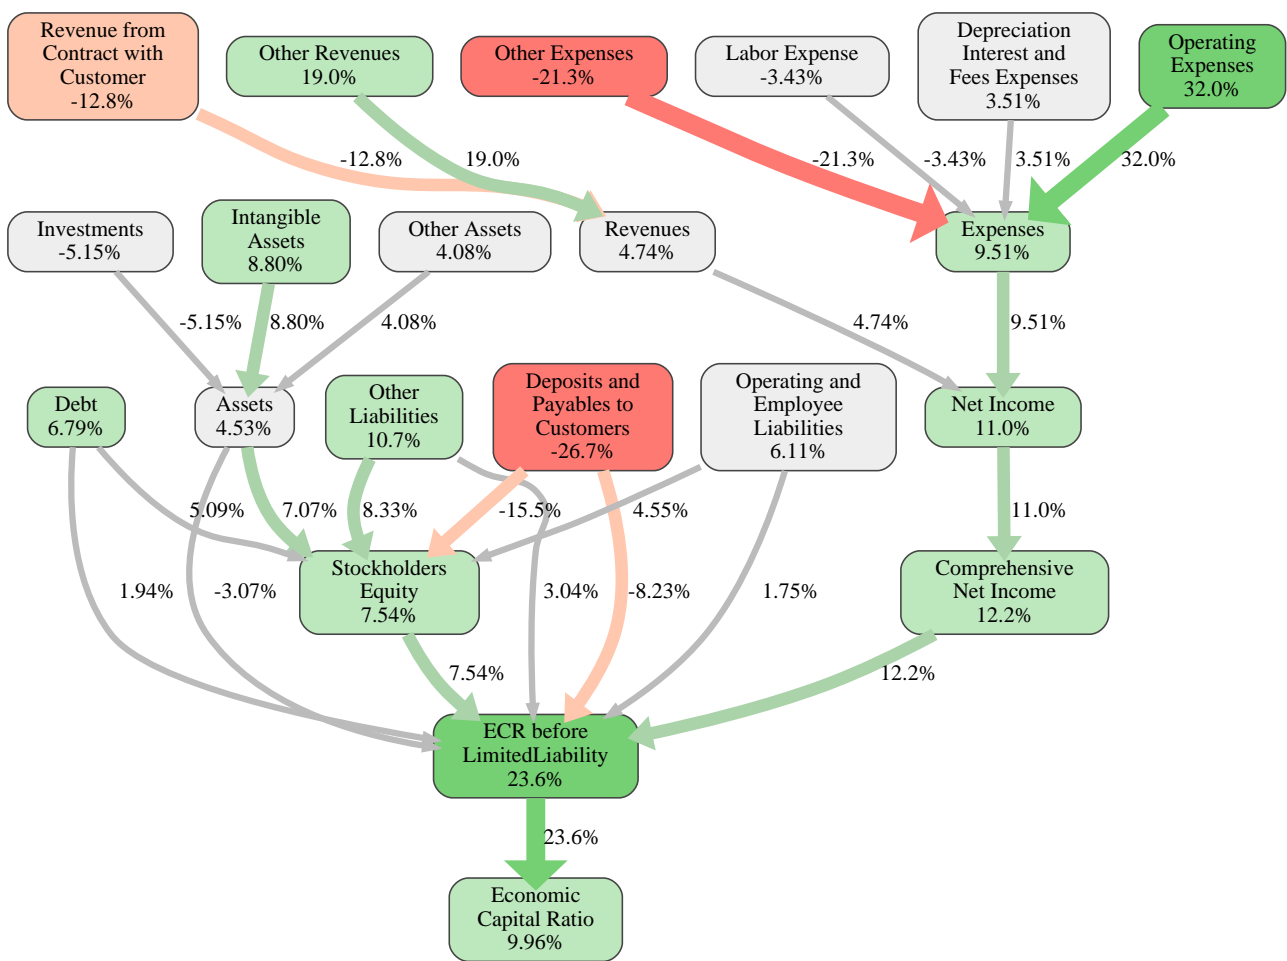 Revenue from
Contract with
Customer
-12.8%
Other Revenues
19.0%
Other Expenses
-21.3%
Labor Expense
-3.43%
Depreciation
Interest and
Fees Expenses
3.51%
Operating
Expenses
32.0%
-12.8%
19.0%
-21.3%
-3.43%
3.51%
32.0%
Investments
-5.15%
Intangible
Assets
8.80%
Other Assets
4.08%
Revenues
4.74%
Expenses
9.51%
-5.15%
8.80%
4.08%
4.74%
9.51%
Debt
6.79%
Assets
4.53%
Other
Liabilities
10.7%
Deposits and
Payables to
Customers
-26.7%
Operating and
Employee
Liabilities
6.11%
Net Income
11.0%
5.09%
7.07%
8.33%
-15.5%
4.55%
11.0%
Stockholders
Equity
7.54%
Comprehensive
Net Income
12.2%
1.94%
-3.07%
3.04%
-8.23%
1.75%
7.54%
12.2%
ECR before
LimitedLiability
23.6%
23.6%
Economic
Capital Ratio
9.96%